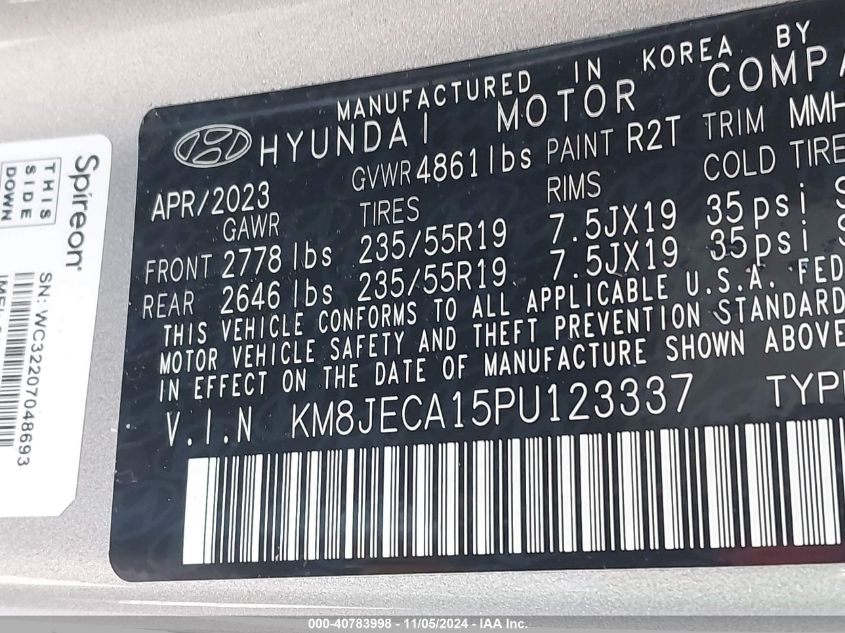 MANUFACTURED IN KOREA BY
HYUNDAI MOTOR COMPA
APR/2023 GVWR 4861 lbs PAINT R2T TRIM MMH
GAWR TIRES RIMS COLD TIRE
FRONT 2778 lbs 235/55R19 7.5JX19 35psi
REAR 2646 lbs 235/55R19 7.5JX19 35psi
THIS VEHICLE CONFORMS TO ALL APPLICABLE U.S.A. FED
MOTOR VEHICLE SAFETY AND THEFT PREVENTION STANDARD
IN EFFECT ON THE DATE OF MANUFACTURE SHOWN ABOVE
V.I.N KM8JECA15PU123337 TYP
Spireon
THIS
SIDE
DOWN
SN: WC32207048693
000-40783998 - 11/05/2024 - IAA Inc.